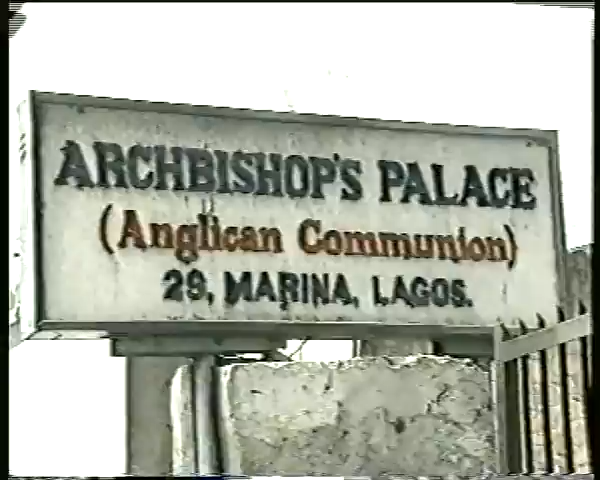 ARCHBISHOP'S PALACE
(Anglican Communion)
29, MARINA, LAGOS.